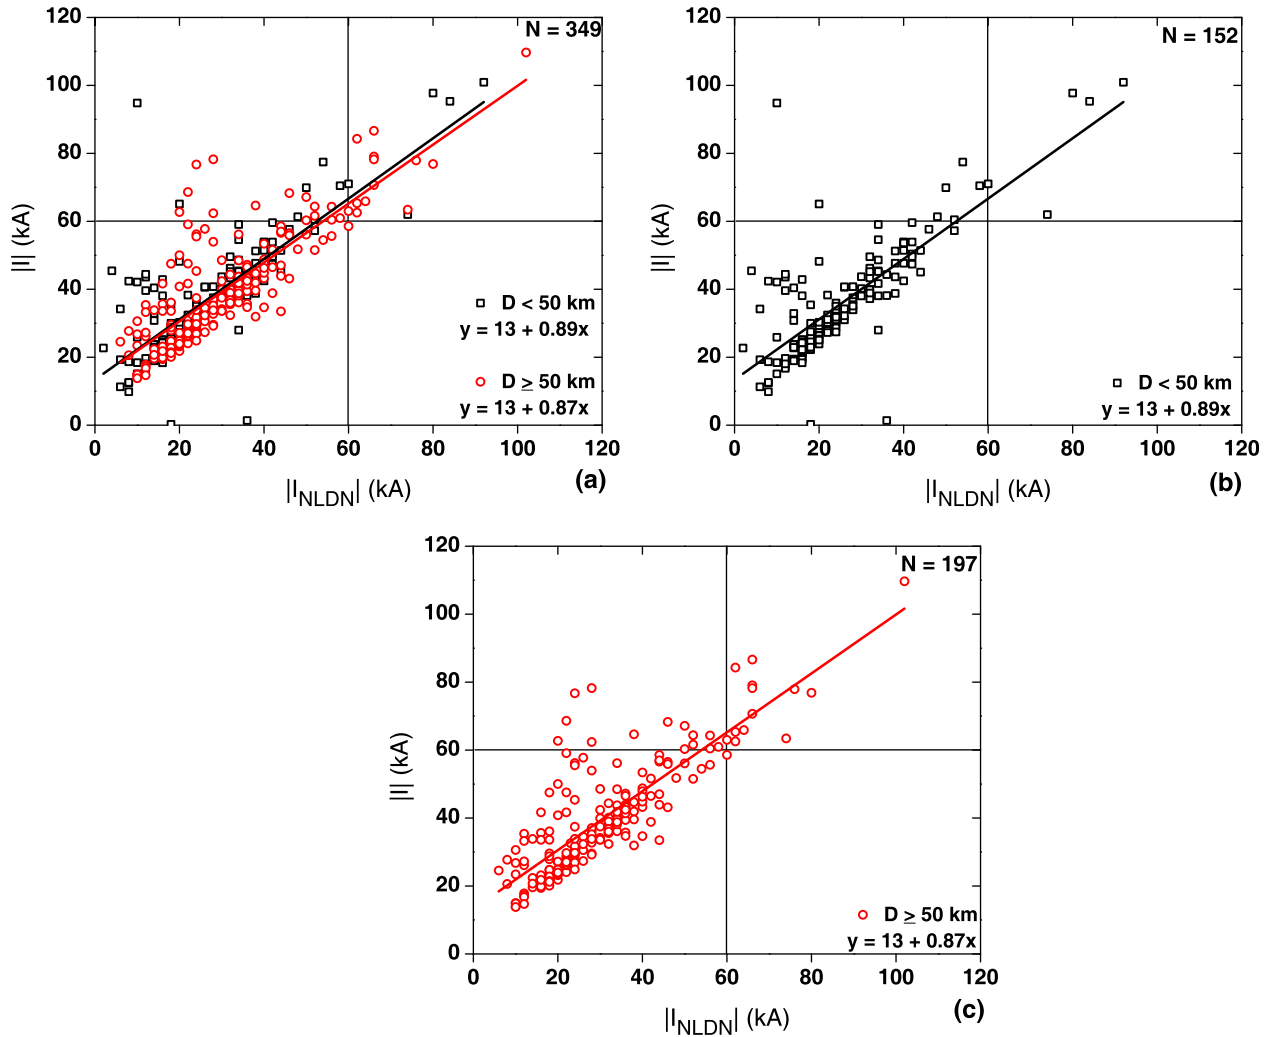 120
100
80
60
40
20
0
|I| (kA)
N = 349
D < 50 km
y = 13 + 0.89x
D ≥ 50 km
y = 13 + 0.87x
0 20 40 60 80 100 120
|I_NLDN| (kA)
(a)
120
100
80
60
40
20
0
|I| (kA)
N = 152
D < 50 km
y = 13 + 0.89x
0 20 40 60 80 100 120
|I_NLDN| (kA)
(b)
120
100
80
60
40
20
0
|I| (kA)
N = 197
D ≥ 50 km
y = 13 + 0.87x
0 20 40 60 80 100 120
|I_NLDN| (kA)
(c)